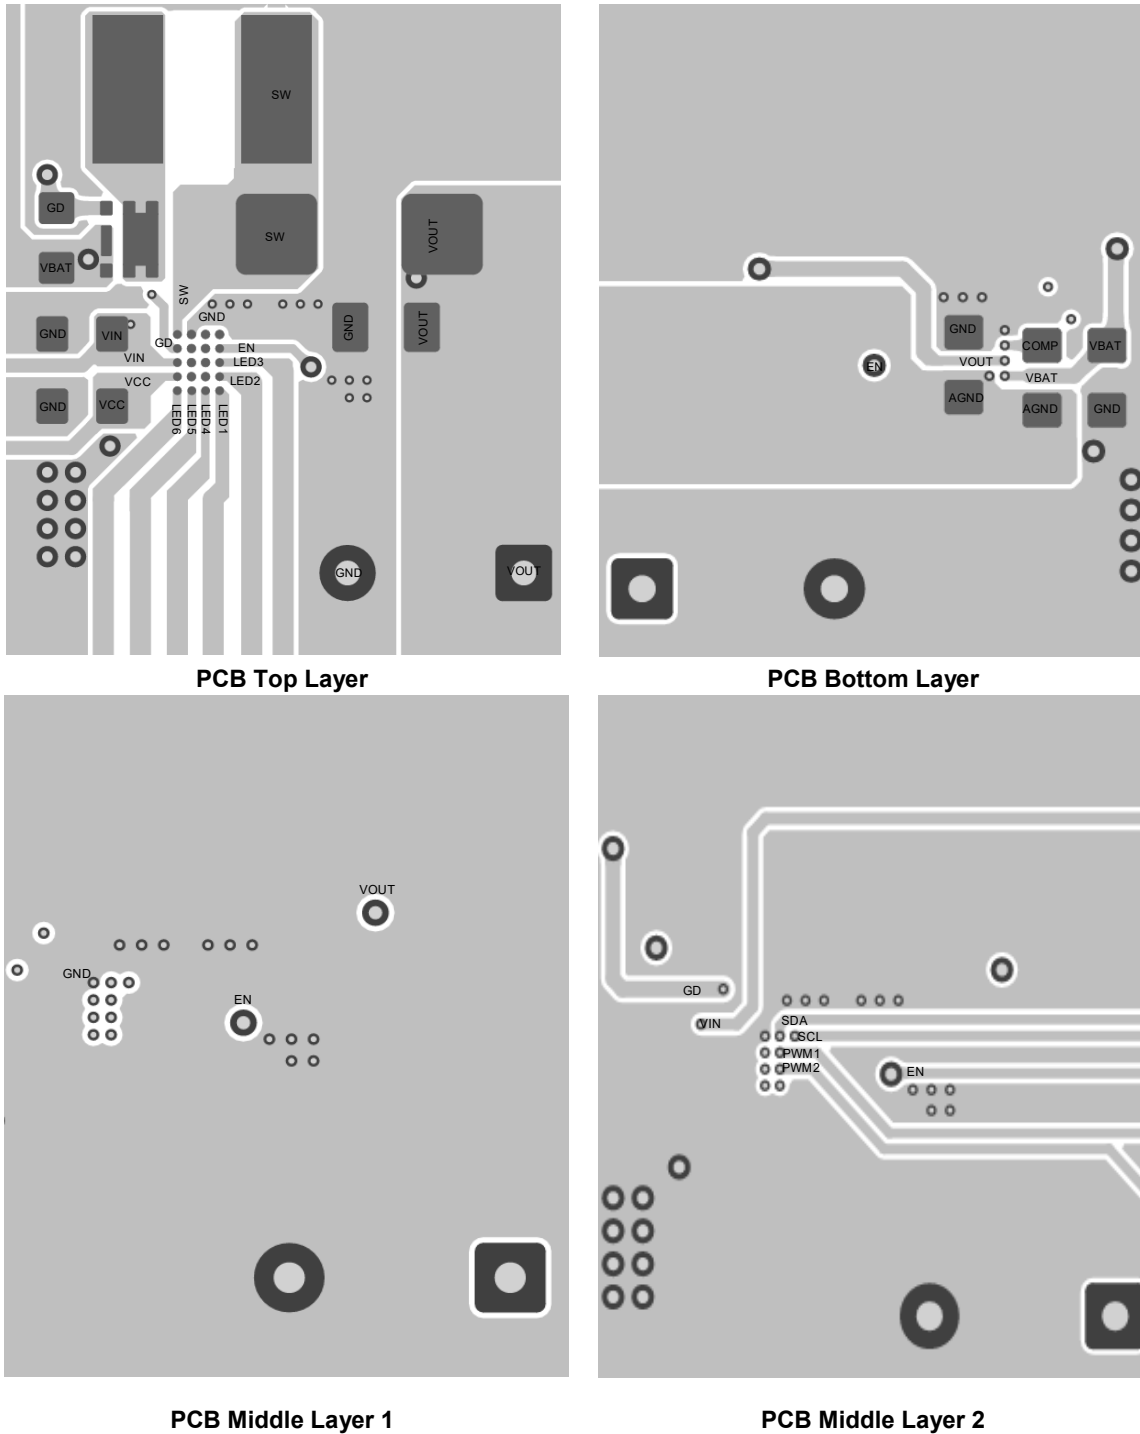 SW
GD
SW
VOUT
VBAT
SW
GND
GND
VIN
GND
VOUT
GD
EN
VIN
LED3
VCC
LED2
GND
VCC
LED6
LED5
LED4
LED1
GND
VOUT
PCB Top Layer
GND
COMP
VBAT
VOUT
EN
VBAT
AGND
AGND
GND
PCB Bottom Layer
VOUT
GND
EN
PCB Middle Layer 1
GD
VIN
SDA
SCL
PWM1
PWM2
EN
PCB Middle Layer 2